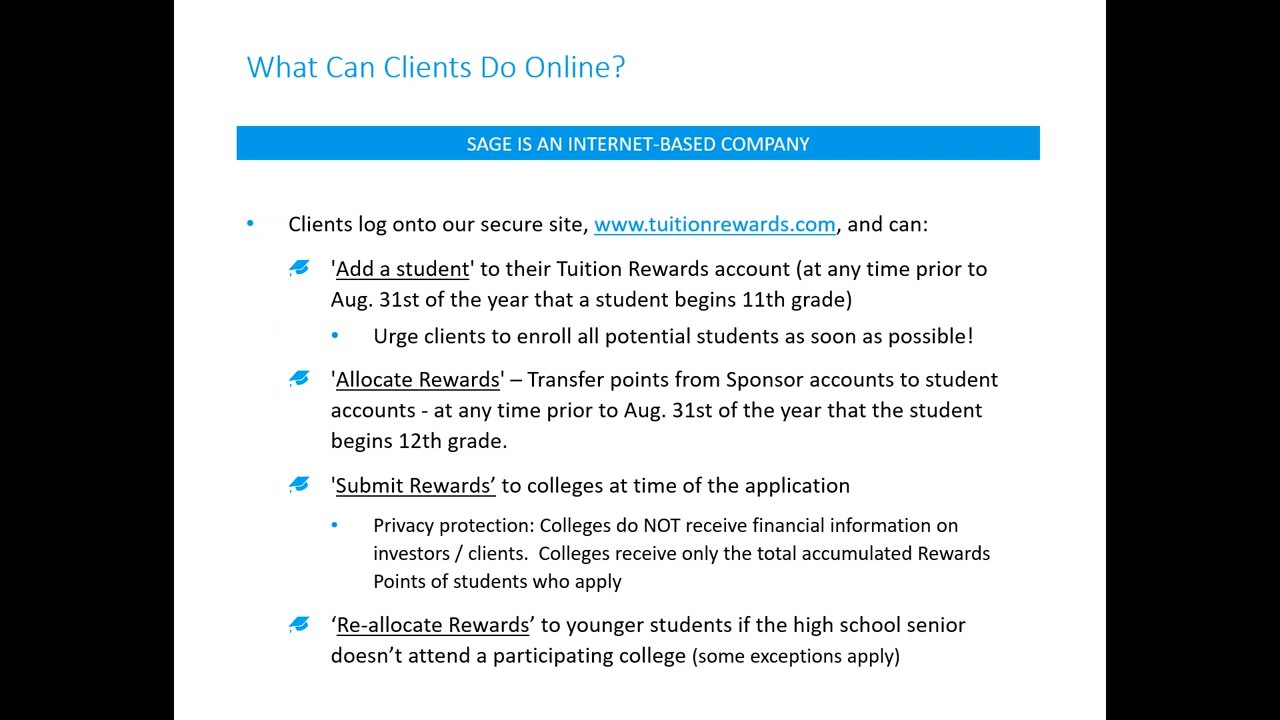 What Can Clients Do Online?
SAGE IS AN INTERNET-BASED COMPANY
• Clients log onto our secure site, www.tuitionrewards.com, and can:
'Add a student' to their Tuition Rewards account (at any time prior to
Aug. 31st of the year that a student begins 11th grade)
• Urge clients to enroll all potential students as soon as possible!
'Allocate Rewards' – Transfer points from Sponsor accounts to student
accounts - at any time prior to Aug. 31st of the year that the student
begins 12th grade.
'Submit Rewards’ to colleges at time of the application
• Privacy protection: Colleges do NOT receive financial information on
investors / clients.  Colleges receive only the total accumulated Rewards
Points of students who apply
‘Re-allocate Rewards’ to younger students if the high school senior
doesn’t attend a participating college (some exceptions apply)